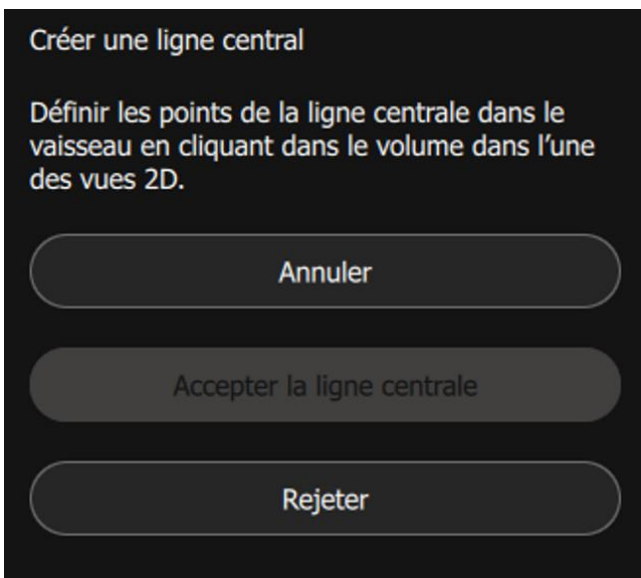 Créer une ligne central
Définir les points de la ligne centrale dans le
vaisseau en cliquant dans le volume dans l’une
des vues 2D.
Annuler
Accepter la ligne centrale
Rejeter